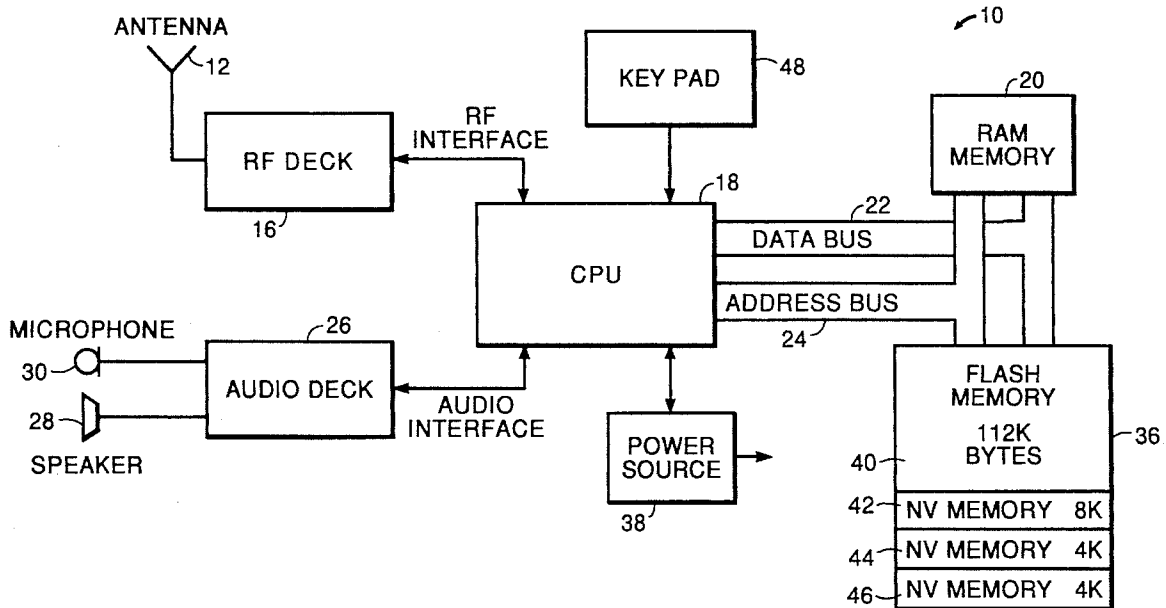 10
ANTENNA
12
KEY PAD
48
20
RAM
MEMORY
RF
INTERFACE
RF DECK
16
18
CPU
22
DATA BUS
ADDRESS BUS
24
MICROPHONE
30
28
SPEAKER
26
AUDIO DECK
AUDIO
INTERFACE
POWER
SOURCE
38
FLASH
MEMORY
112K
BYTES
36
40
42
NV MEMORY 8K
44
NV MEMORY 4K
46
NV MEMORY 4K